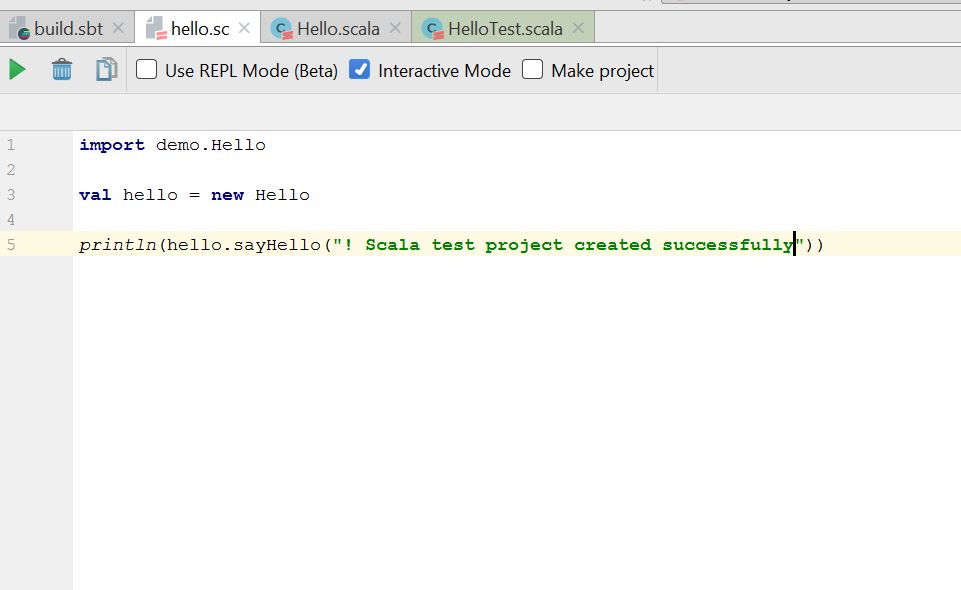 build.sbt hello.sc Hello.scala HelloTest.scala
Use REPL Mode (Beta) Interactive Mode Make project
1 import demo.Hello
2
3 val hello = new Hello
4
5 println(hello.sayHello("! Scala test project created successfully"))